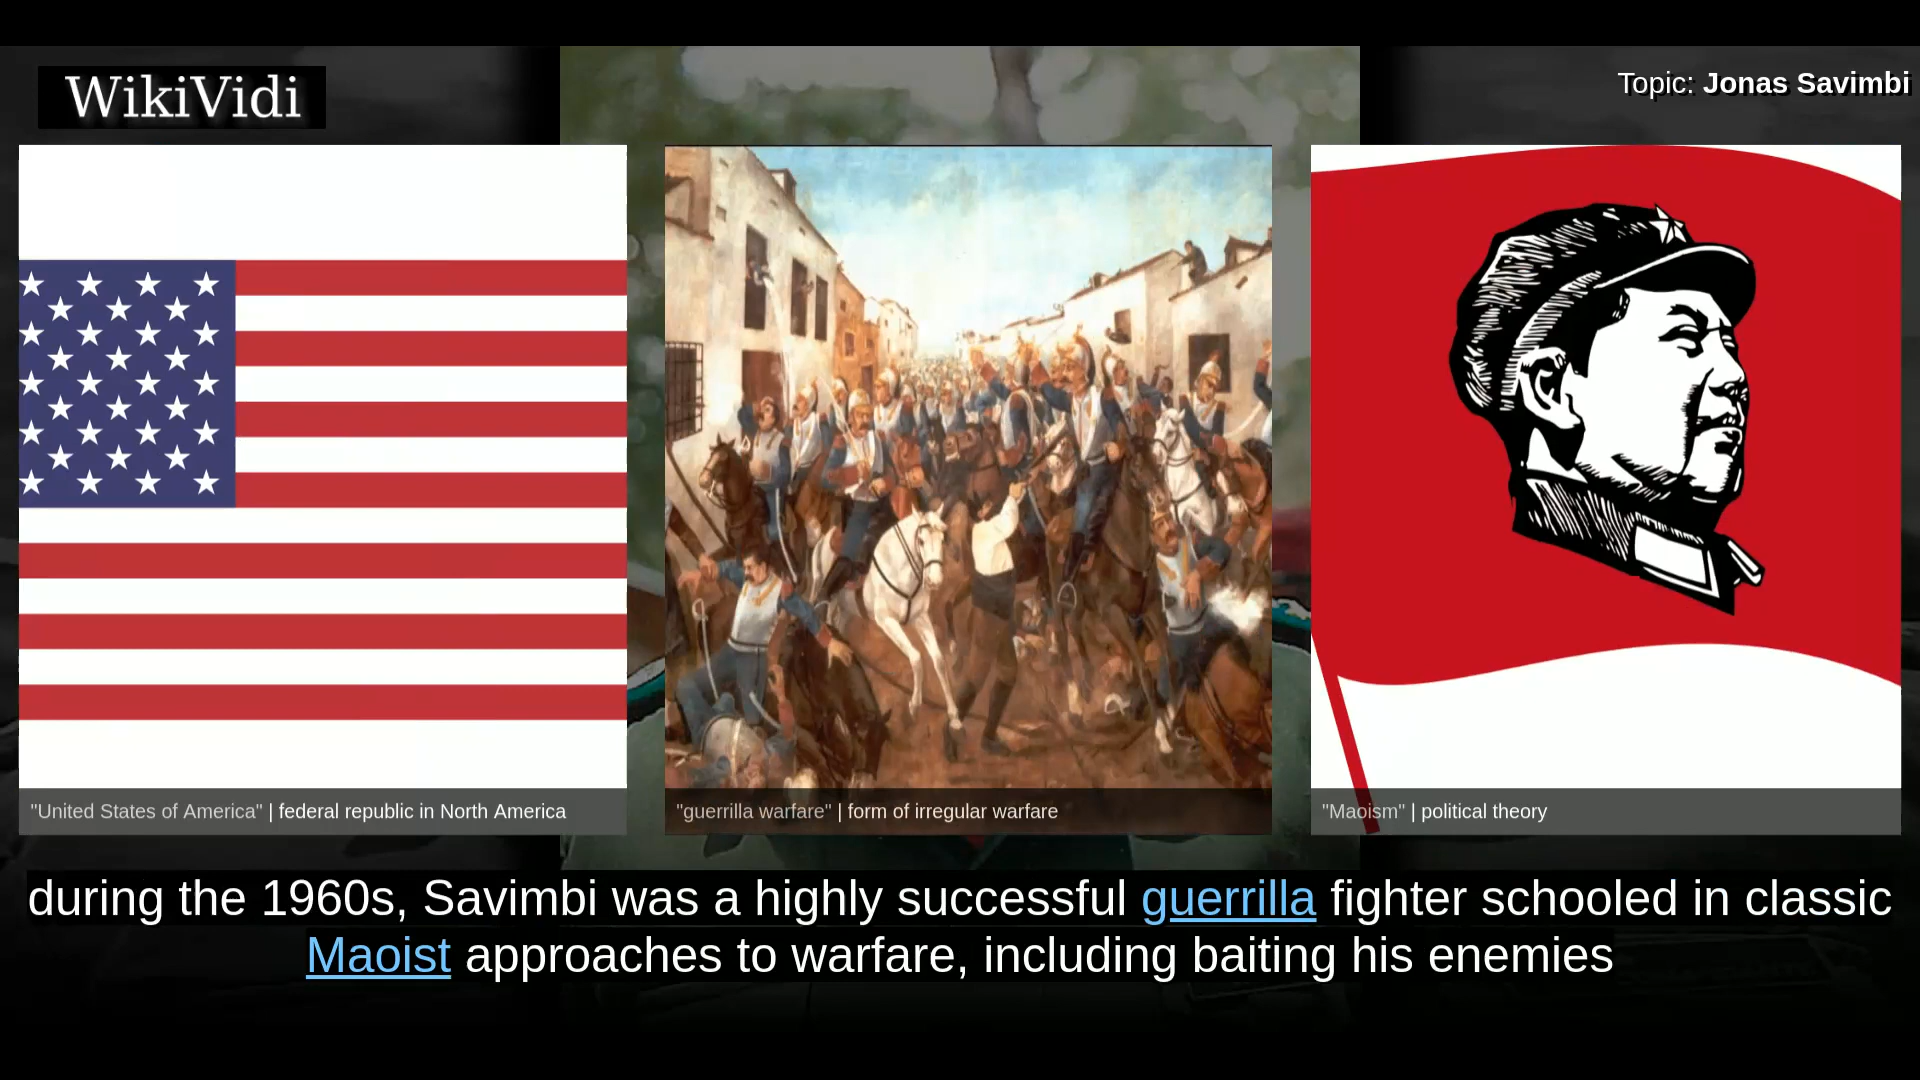 WikiVidi
Topic: Jonas Savimbi
"United States of America" | federal republic in North America
"guerrilla warfare" | form of irregular warfare
"Maoism" | political theory
during the 1960s, Savimbi was a highly successful guerrilla fighter schooled in classic
Maoist approaches to warfare, including baiting his enemies